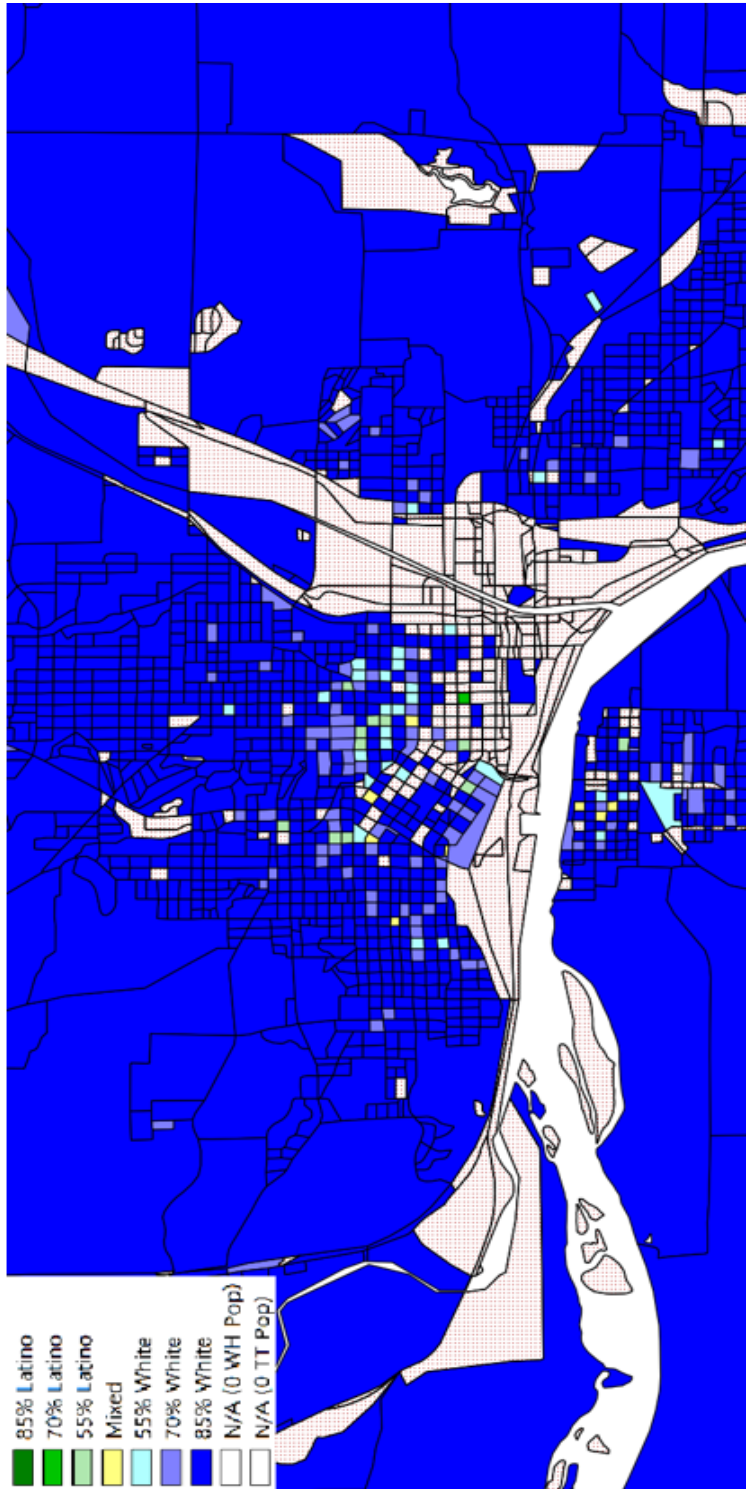 85% Latino
70% Latino
55% Latino
Mixed
55% White
70% White
85% White
N/A (0 WH Pop)
N/A (0 TT Pop)